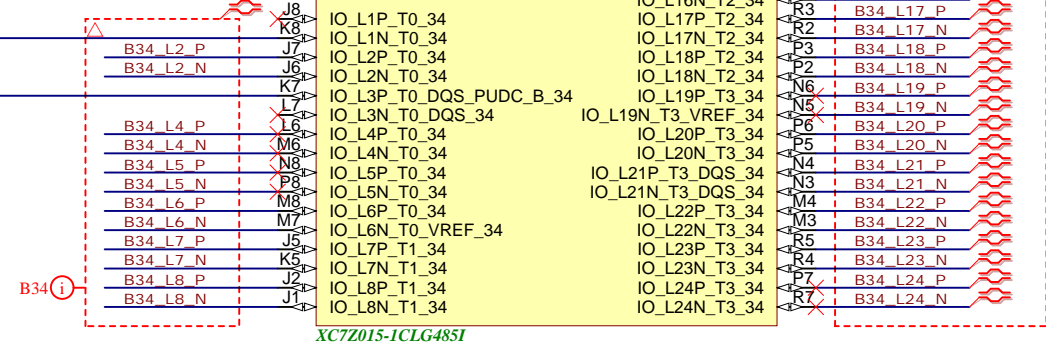 IO_L16N_T2_34
J8 IO_L1P_T0_34 IO_L17P_T2_34 R3 B34_L17_P
K8 IO_L1N_T0_34 IO_L17N_T2_34 R2 B34_L17_N
B34_L2_P J7 IO_L2P_T0_34 IO_L18P_T2_34 P3 B34_L18_P
B34_L2_N J6 IO_L2N_T0_34 IO_L18N_T2_34 P2 B34_L18_N
K7 IO_L3P_T0_DQS_PUDC_B_34 IO_L19P_T3_34 N6 B34_L19_P
L7 IO_L3N_T0_DQS_34 IO_L19N_T3_VREF_34 N5 B34_L19_N
B34_L4_P L6 IO_L4P_T0_34 IO_L20P_T3_34 P6 B34_L20_P
B34_L4_N M6 IO_L4N_T0_34 IO_L20N_T3_34 P5 B34_L20_N
B34_L5_P N8 IO_L5P_T0_34 IO_L21P_T3_DQS_34 N4 B34_L21_P
B34_L5_N P8 IO_L5N_T0_34 IO_L21N_T3_DQS_34 N3 B34_L21_N
B34_L6_P M8 IO_L6P_T0_34 IO_L22P_T3_34 M4 B34_L22_P
B34_L6_N M7 IO_L6N_T0_VREF_34 IO_L22N_T3_34 M3 B34_L22_N
B34_L7_P J5 IO_L7P_T1_34 IO_L23P_T3_34 R5 B34_L23_P
B34_L7_N K5 IO_L7N_T1_34 IO_L23N_T3_34 R4 B34_L23_N
B34 i B34_L8_P J2 IO_L8P_T1_34 IO_L24P_T3_34 P7 B34_L24_P
B34_L8_N J1 IO_L8N_T1_34 IO_L24N_T3_34 R7 B34_L24_N
XC7Z015-1CLG485I